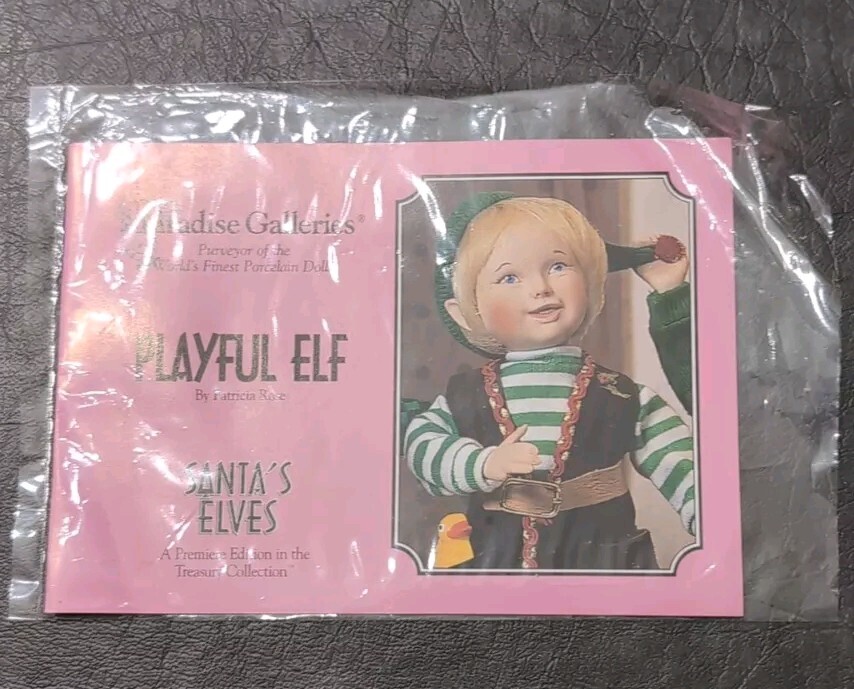 Paradise Galleries®
Purveyor of the
World's Finest Porcelain Dolls
PLAYFUL ELF
By Patricia Rose
SANTA'S
ELVES
A Premiere Edition in the
Treasury Collection™